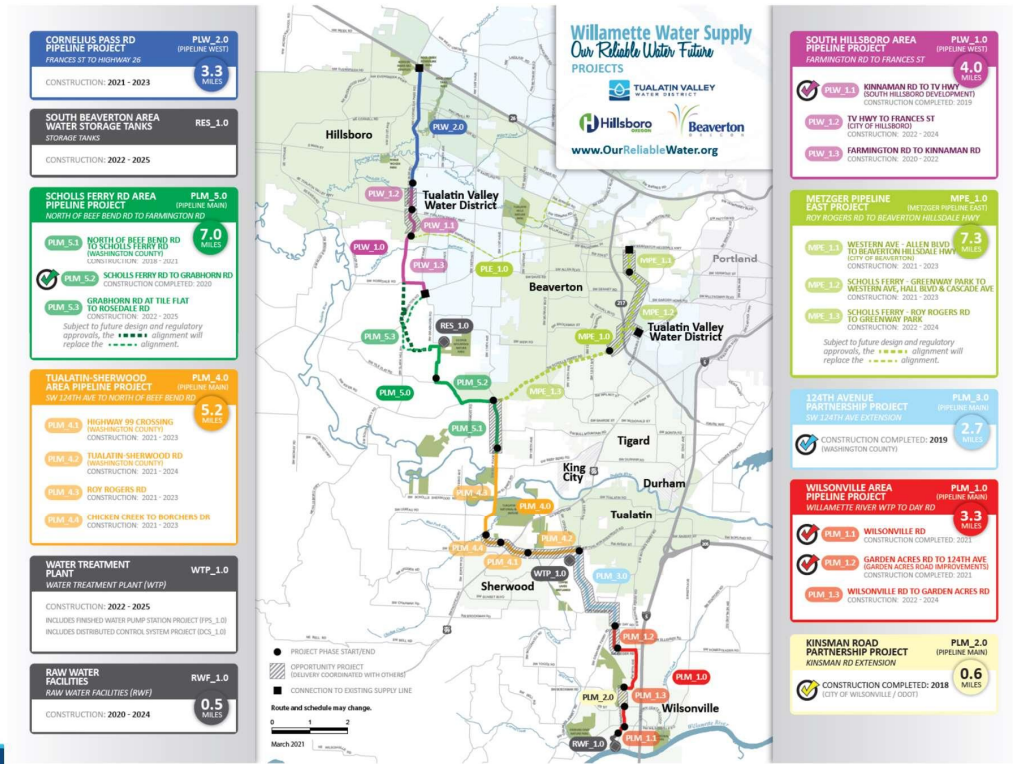 CORNELIUS PASS RD
PIPELINE PROJECT
FRANCES ST TO HIGHWAY 26
PLW_2.0
(PIPELINE WEST)
3.3
MILES
CONSTRUCTION: 2021 - 2023
SOUTH BEAVERTON AREA
WATER STORAGE TANKS
STORAGE TANKS
RES_1.0
CONSTRUCTION: 2022 - 2025
SCHOLLS FERRY RD AREA
PIPELINE PROJECT
NORTH OF BEEF BEND RD TO FARMINGTON RD
PLM_5.0
(PIPELINE MAIN)
7.0
MILES
PLM_5.1
NORTH OF BEEF BEND RD
TO SCHOLLS FERRY RD
(WASHINGTON COUNTY)
CONSTRUCTION: 2018 - 2021
PLM_5.2
SCHOLLS FERRY RD TO GRABHORN RD
CONSTRUCTION COMPLETED: 2020
PLM_5.3
GRABHORN RD AT TILE FLAT
TO ROSEDALE RD
CONSTRUCTION: 2022 - 2025
Subject to future design and regulatory
approvals, the alignment will
replace the alignment.
TUALATIN-SHERWOOD
AREA PIPELINE PROJECT
SW 124TH AVE TO NORTH OF BEEF BEND RD
PLM_4.0
(PIPELINE MAIN)
5.2
MILES
PLM_4.1
HIGHWAY 99 CROSSING
(WASHINGTON COUNTY)
CONSTRUCTION: 2021 - 2023
PLM_4.2
TUALATIN-SHERWOOD RD
(WASHINGTON COUNTY)
CONSTRUCTION: 2021 - 2024
PLM_4.3
ROY ROGERS RD
CONSTRUCTION: 2021 - 2023
PLM_4.4
CHICKEN CREEK TO BORCHERS DR
CONSTRUCTION: 2021 - 2023
WATER TREATMENT
PLANT
WATER TREATMENT PLANT (WTP)
WTP_1.0
CONSTRUCTION: 2022 - 2025
INCLUDES FINISHED WATER PUMP STATION PROJECT (FPS_1.0)
INCLUDES DISTRIBUTED CONTROL SYSTEM PROJECT (DCS_1.0)
RAW WATER
FACILITIES
RAW WATER FACILITIES (RWF)
RWF_1.0
0.5
MILES
CONSTRUCTION: 2020 - 2024
Willamette Water Supply
Our Reliable Water Future
PROJECTS
TUALATIN VALLEY
WATER DISTRICT
Hillsboro
OREGON
Beaverton
OREGON
www.OurReliableWater.org
Hillsboro
PLW_2.0
PLW_1.2
Tualatin Valley
Water District
PLW_1.1
PLW_1.0
PLW_1.3
PLE_1.0
MPE_1.1
Portland
Beaverton
MPE_1.2
217
RES_1.0
PLM_5.3
MPE_1.0
Tualatin Valley
Water District
PLM_5.2
PLM_5.0
MPE_1.3
PLM_5.1
Tigard
King
City
Durham
PLM_4.3
PLM_4.0
Tualatin
PLM_4.2
PLM_4.4
PLM_4.1
WTP_1.0
PLM_3.0
Sherwood
PLM_1.2
PLM_1.0
PLM_2.0
PLM_1.3
Wilsonville
PLM_1.1
RWF_1.0
Willamette River
PROJECT PHASE START/END
OPPORTUNITY PROJECT
(DELIVERY COORDINATED WITH OTHERS)
CONNECTION TO EXISTING SUPPLY LINE
Route and schedule may change.
0 1 2
MILES
March 2021
SOUTH HILLSBORO AREA
PIPELINE PROJECT
FARMINGTON RD TO FRANCES ST
PLW_1.0
(PIPELINE WEST)
4.0
MILES
PLW_1.1
KINNAMAN RD TO TV HWY
(SOUTH HILLSBORO DEVELOPMENT)
CONSTRUCTION COMPLETED: 2019
PLW_1.2
TV HWY TO FRANCES ST
(CITY OF HILLSBORO)
CONSTRUCTION: 2022 - 2024
PLW_1.3
FARMINGTON RD TO KINNAMAN RD
CONSTRUCTION: 2020 - 2022
METZGER PIPELINE
EAST PROJECT
ROY ROGERS RD TO BEAVERTON HILLSDALE HWY
MPE_1.0
(METZGER PIPELINE EAST)
7.3
MILES
MPE_1.1
WESTERN AVE - ALLEN BLVD
TO BEAVERTON HILLSDALE HWY
(CITY OF BEAVERTON)
CONSTRUCTION: 2021 - 2023
MPE_1.2
SCHOLLS FERRY - GREENWAY PARK TO
WESTERN AVE, HALL BLVD & CASCADE AVE
CONSTRUCTION: 2021 - 2023
MPE_1.3
SCHOLLS FERRY - ROY ROGERS RD
TO GREENWAY PARK
CONSTRUCTION: 2022 - 2024
Subject to future design and regulatory
approvals, the alignment will
replace the alignment.
124TH AVENUE
PARTNERSHIP PROJECT
SW 124TH AVE EXTENSION
PLM_3.0
(PIPELINE MAIN)
2.7
MILES
CONSTRUCTION COMPLETED: 2019
(WASHINGTON COUNTY)
WILSONVILLE AREA
PIPELINE PROJECT
WILLAMETTE RIVER WTP TO DAY RD
PLM_1.0
(PIPELINE MAIN)
3.3
MILES
PLM_1.1
WILSONVILLE RD
CONSTRUCTION COMPLETED: 2021
PLM_1.2
GARDEN ACRES RD TO 124TH AVE
(GARDEN ACRES ROAD IMPROVEMENTS)
CONSTRUCTION COMPLETED: 2021
PLM_1.3
WILSONVILLE RD TO GARDEN ACRES RD
CONSTRUCTION: 2022 - 2024
KINSMAN ROAD
PARTNERSHIP PROJECT
KINSMAN RD EXTENSION
PLM_2.0
(PIPELINE MAIN)
0.6
MILES
CONSTRUCTION COMPLETED: 2018
(CITY OF WILSONVILLE / ODOT)